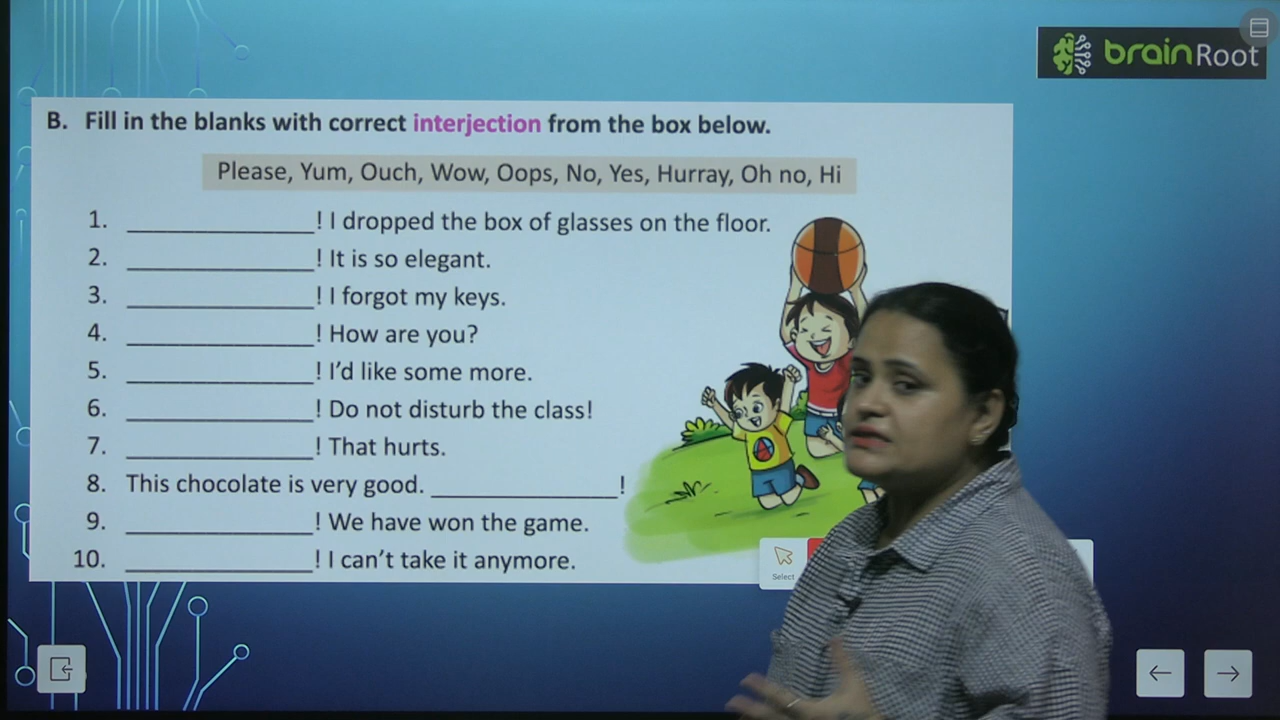 brainRoot
B. Fill in the blanks with correct interjection from the box below.
Please, Yum, Ouch, Wow, Oops, No, Yes, Hurray, Oh no, Hi
1. _______________! I dropped the box of glasses on the floor.
2. _______________! It is so elegant.
3. _______________! I forgot my keys.
4. _______________! How are you?
5. _______________! I’d like some more.
6. _______________! Do not disturb the class!
7. _______________! That hurts.
8. This chocolate is very good. _______________!
9. _______________! We have won the game.
10. _______________! I can’t take it anymore.
Select